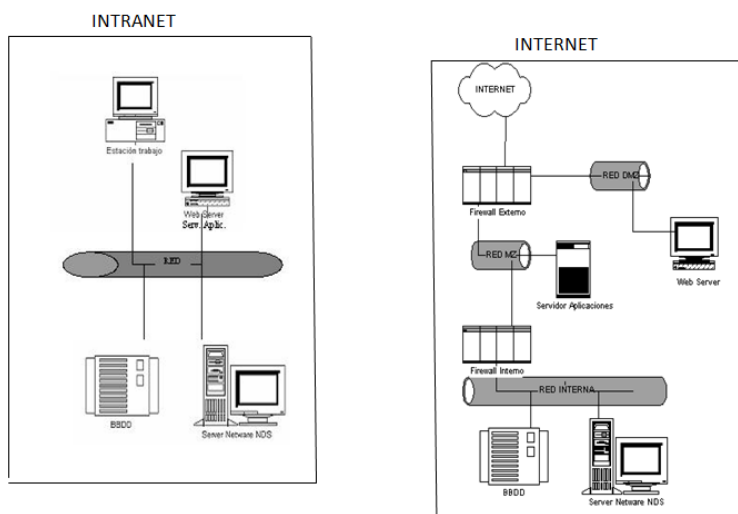 INTRANET
Estación trabajo
Web Server
Serv. Aplic.
RED
BBDD
Server Netware NDS
INTERNET
INTERNET
RED DMZ
Firewall Externo
Web Server
RED MZ
Servidor Aplicaciones
Firewall Interno
RED INTERNA
BBDD
Server Netware NDS